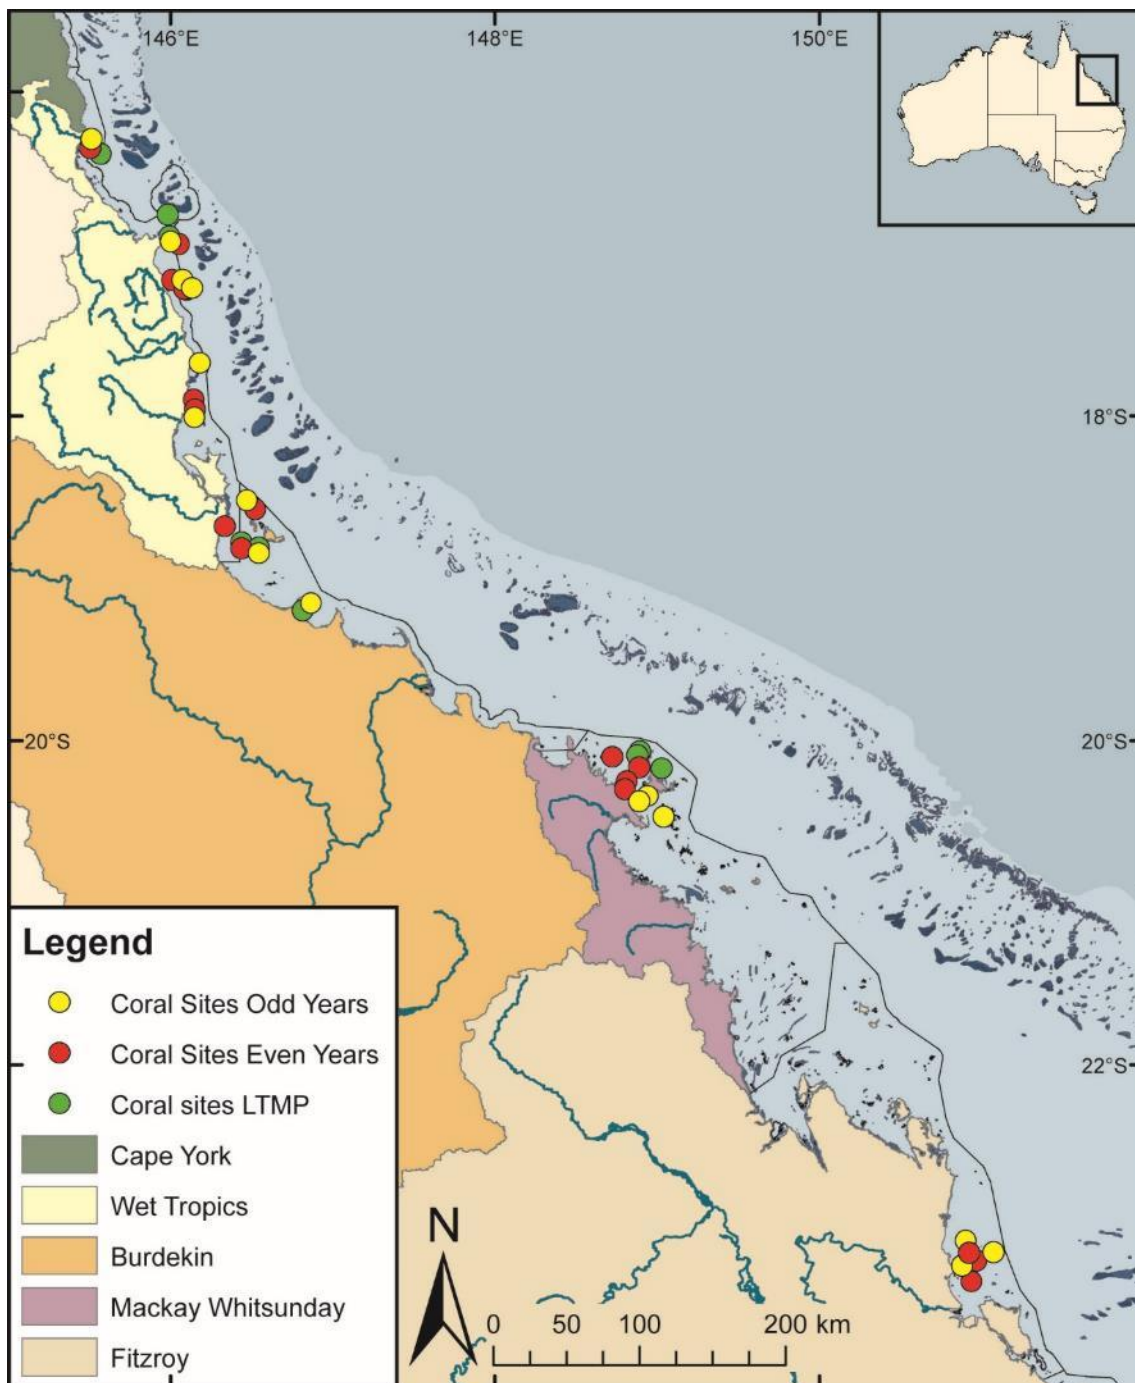 146°E
148°E
150°E
18°S
20°S
20°S
22°S
Legend
Coral Sites Odd Years
Coral Sites Even Years
Coral sites LTMP
Cape York
Wet Tropics
Burdekin
Mackay Whitsunday
Fitzroy
N
0 50 100 200 km